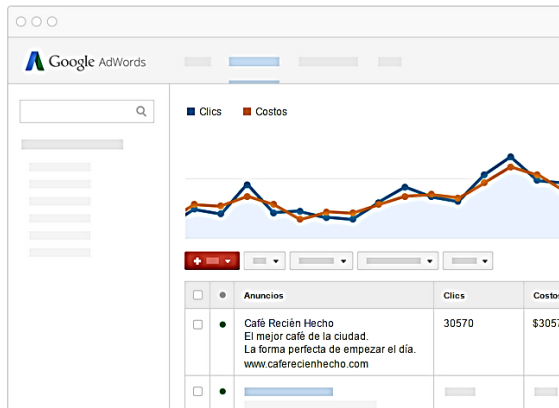 Google AdWords
Clics
Costos
Anuncios
Clics
Costos
Café Recién Hecho
30570
$3057
El mejor café de la ciudad.
La forma perfecta de empezar el día.
www.caferecienhecho.com